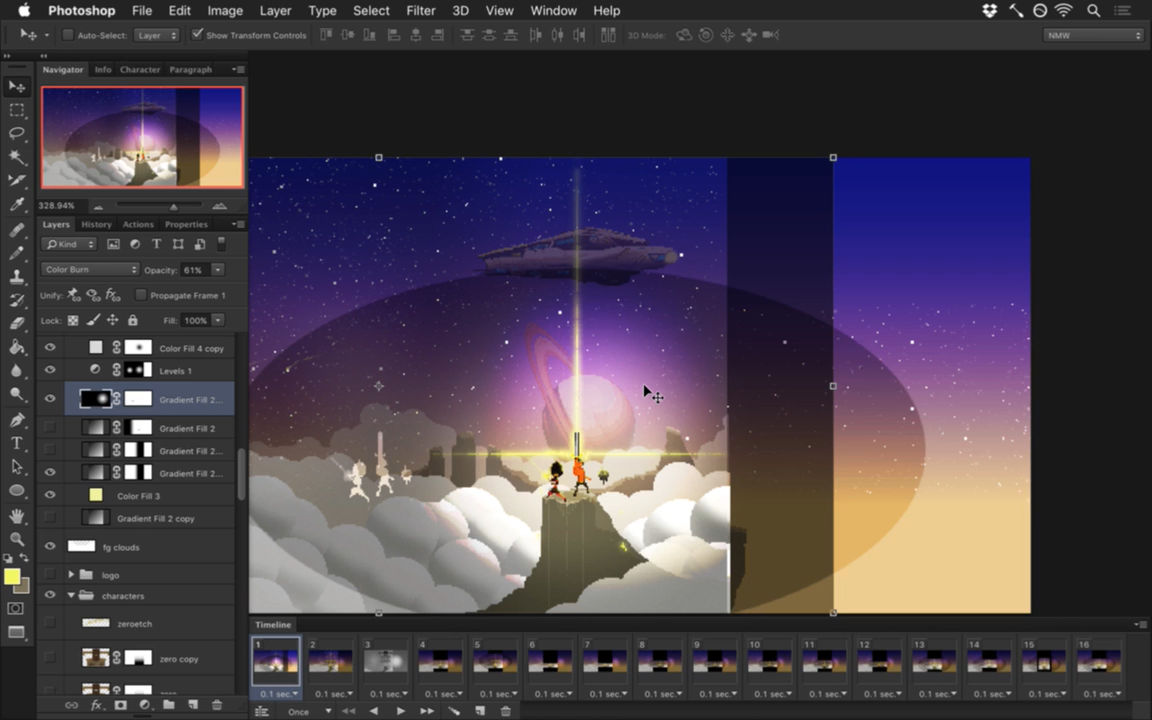 Photoshop File Edit Image Layer Type Select Filter 3D View Window Help
Auto-Select: Layer Show Transform Controls 3D Mode: NMW
Navigator Info Character Paragraph
328.94%
Layers History Actions Properties
Kind
Color Burn Opacity: 61%
Unify: Propagate Frame 1
Lock: Fill: 100%
Color Fill 4 copy
Levels 1
Gradient Fill 2...
Gradient Fill 2
Gradient Fill 2...
Gradient Fill 2...
Color Fill 3
Gradient Fill 2 copy
fg clouds
logo
characters
zeroetch
zero copy
Timeline
1 2 3 4 5 6 7 8 9 10 11 12 13 14 15 16
0.1 sec. 0.1 sec. 0.1 sec. 0.1 sec. 0.1 sec. 0.1 sec. 0.1 sec. 0.1 sec. 0.1 sec. 0.1 sec. 0.1 sec. 0.1 sec. 0.1 sec. 0.1 sec. 0.1 sec. 0.1 sec.
Once